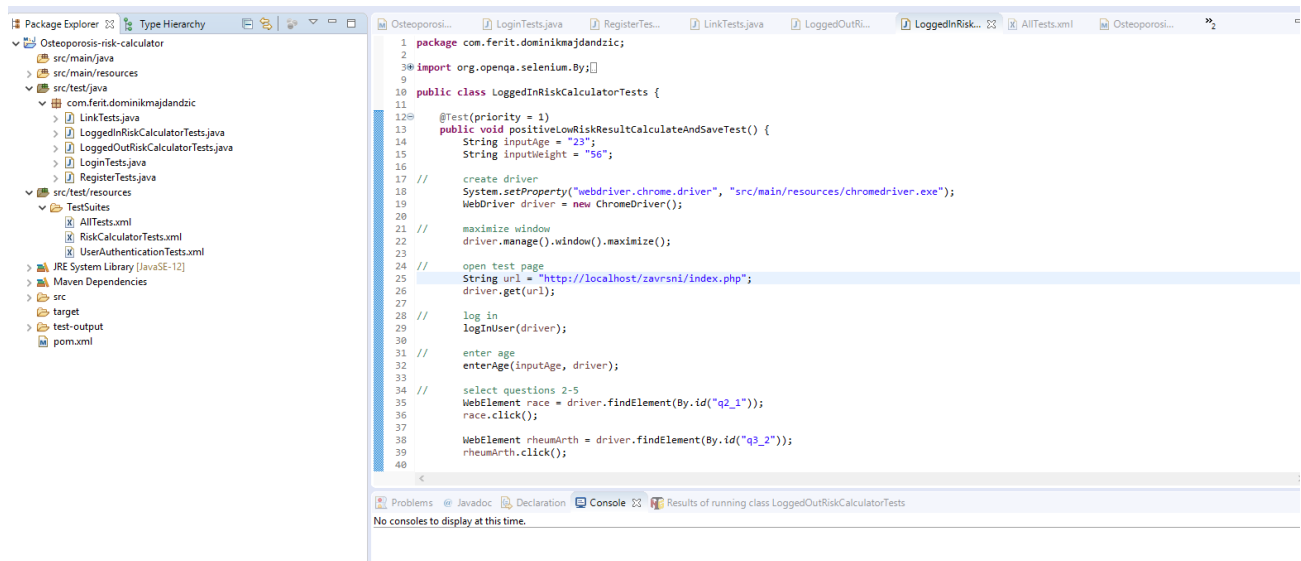 Package Explorer Type Hierarchy
Osteoporosis-risk-calculator
src/main/java
src/main/resources
src/test/java
com.ferit.dominikmajdandzic
LinkTests.java
LoggedInRiskCalculatorTests.java
LoggedOutRiskCalculatorTests.java
LoginTests.java
RegisterTests.java
src/test/resources
TestSuites
AllTests.xml
RiskCalculatorTests.xml
UserAuthenticationTests.xml
JRE System Library [JavaSE-12]
Maven Dependencies
src
target
test-output
pom.xml
Osteoporosi... LoginTests.java RegisterTes... LinkTests.java LoggedOutRi... LoggedInRisk... AllTests.xml Osteoporosi... »2
1 package com.ferit.dominikmajdandzic;
2
3 import org.openqa.selenium.By;
9
10 public class LoggedInRiskCalculatorTests {
11
12 @Test(priority = 1)
13 public void positiveLowRiskResultCalculateAndSaveTest() {
14 String inputAge = "23";
15 String inputWeight = "56";
16
17 // create driver
18 System.setProperty("webdriver.chrome.driver", "src/main/resources/chromedriver.exe");
19 WebDriver driver = new ChromeDriver();
20
21 // maximize window
22 driver.manage().window().maximize();
23
24 // open test page
25 String url = "http://localhost/zavrsni/index.php";
26 driver.get(url);
27
28 // log in
29 logInUser(driver);
30
31 // enter age
32 enterAge(inputAge, driver);
33
34 // select questions 2-5
35 WebElement race = driver.findElement(By.id("q2_1"));
36 race.click();
37
38 WebElement rheumArth = driver.findElement(By.id("q3_2"));
39 rheumArth.click();
40
Problems @ Javadoc Declaration Console Results of running class LoggedOutRiskCalculatorTests
No consoles to display at this time.